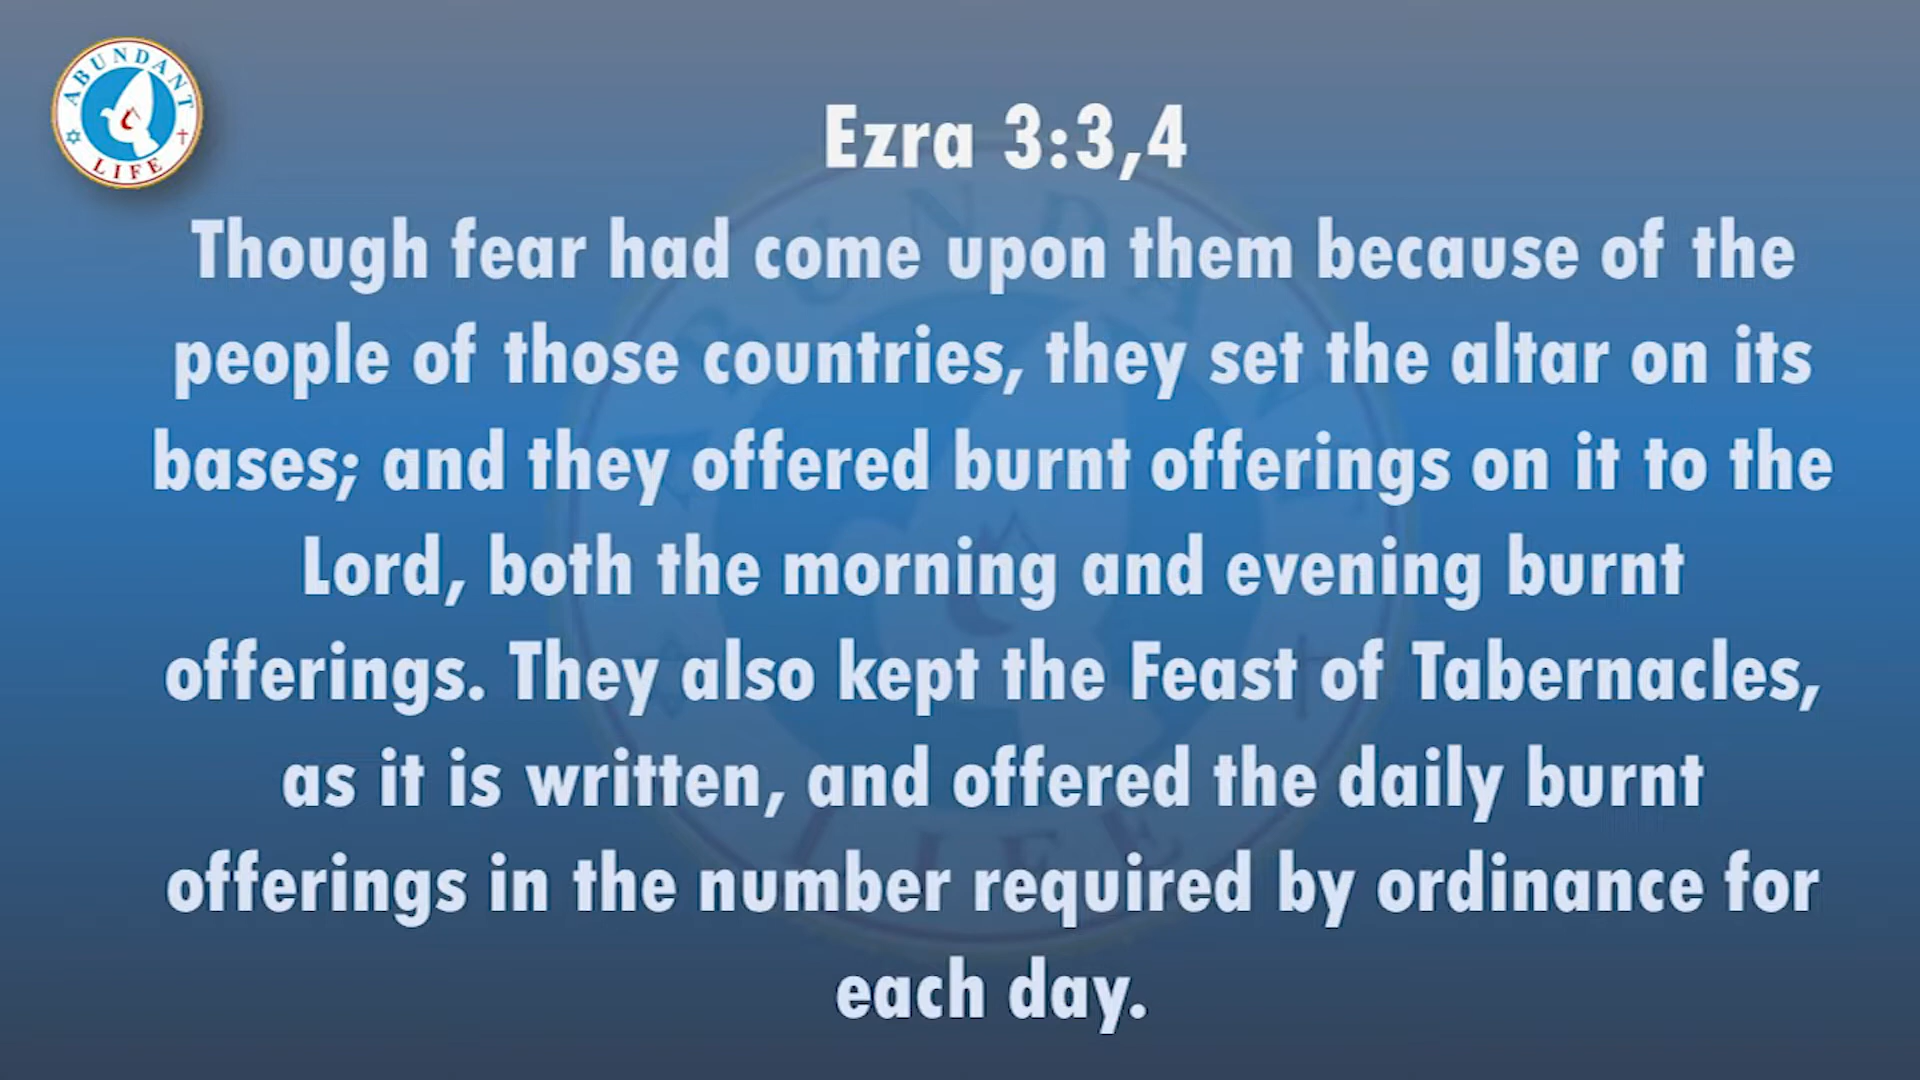 ABUNDANT
LIFE
Ezra 3:3,4
Though fear had come upon them because of the
people of those countries, they set the altar on its
bases; and they offered burnt offerings on it to the
Lord, both the morning and evening burnt
offerings. They also kept the Feast of Tabernacles,
as it is written, and offered the daily burnt
offerings in the number required by ordinance for
each day.